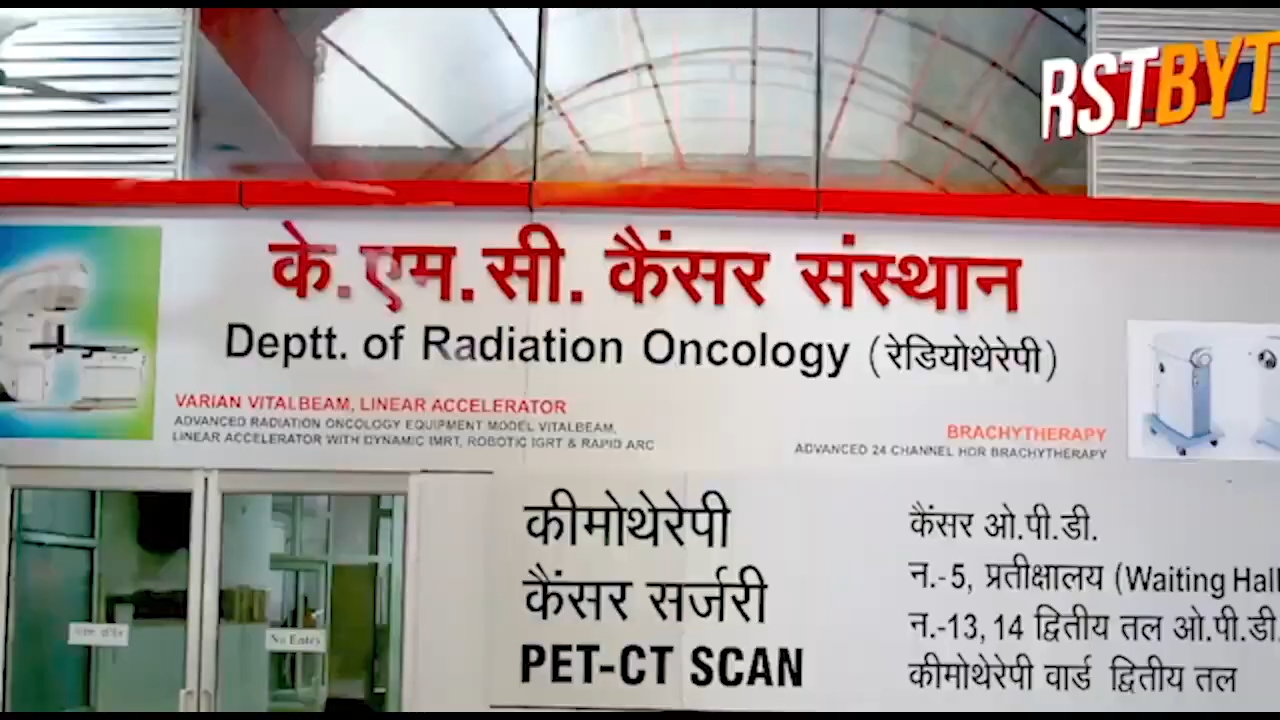 RSTBYT
के.एम.सी. कैंसर संस्थान
Deptt. of Radiation Oncology (रेडियोथेरेपी)
VARIAN VITALBEAM, LINEAR ACCELERATOR
ADVANCED RADIATION ONCOLOGY EQUIPMENT MODEL VITALBEAM,
LINEAR ACCELERATOR WITH DYNAMIC IMRT, ROBOTIC IGRT & RAPID ARC
BRACHYTHERAPY
ADVANCED 24 CHANNEL HDR BRACHYTHERAPY
कीमोथेरेपी
कैंसर सर्जरी
PET-CT SCAN
कैंसर ओ.पी.डी.
न.-5, प्रतीक्षालय (Waiting Hall
न.-13, 14 द्वितीय तल ओ.पी.डी.
कीमोथेरेपी वार्ड द्वितीय तल
No Entry